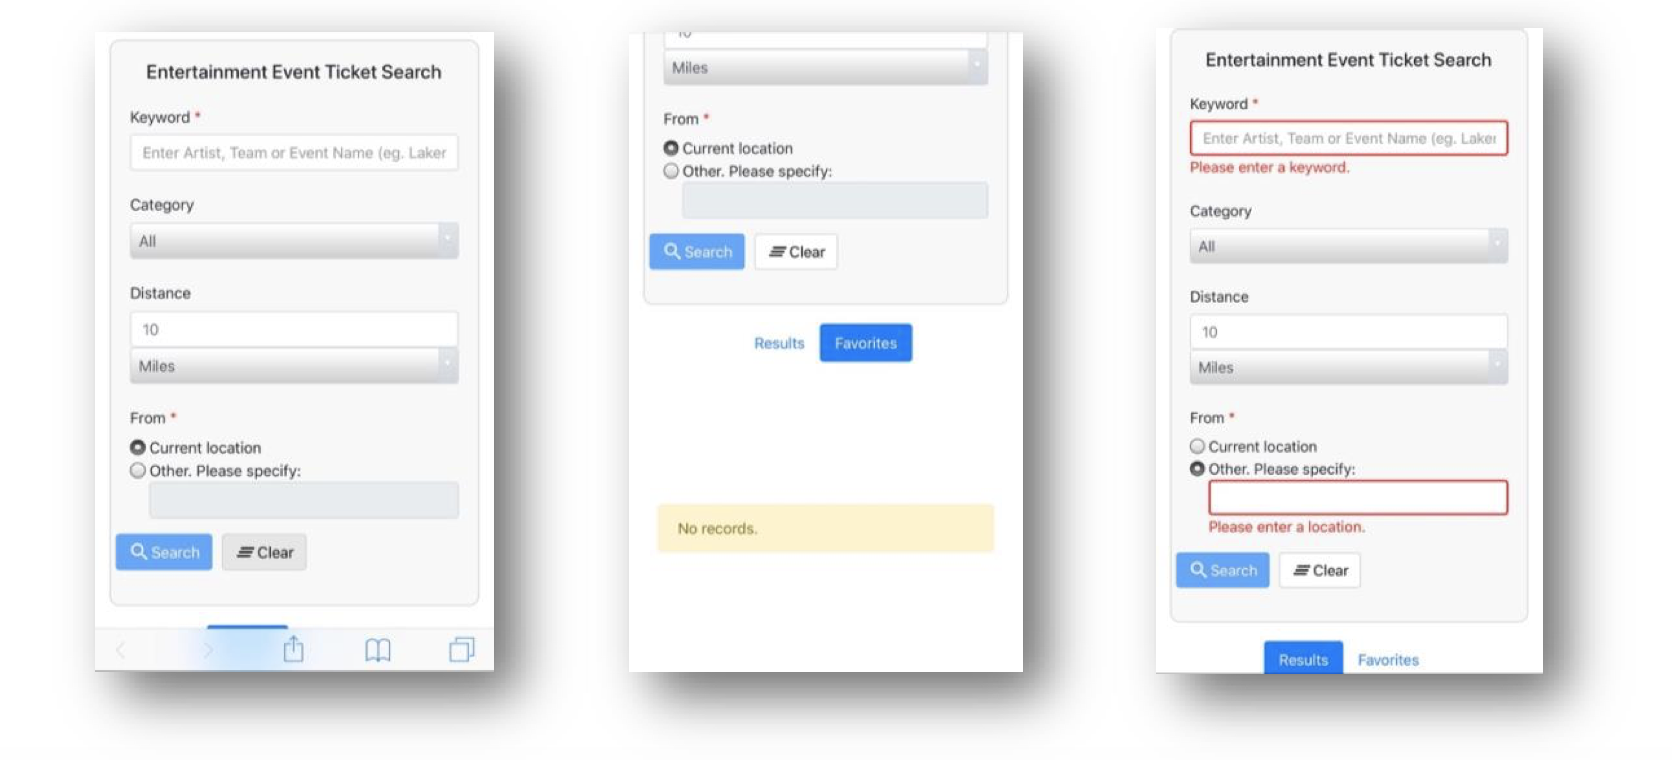 Entertainment Event Ticket Search
Keyword *
Enter Artist, Team or Event Name (eg. Laker
Category
All
Distance
10
Miles
From *
Current location
Other. Please specify:
Search
Clear
10
Miles
From *
Current location
Other. Please specify:
Search
Clear
Results
Favorites
No records.
Entertainment Event Ticket Search
Keyword *
Enter Artist, Team or Event Name (eg. Laker
Please enter a keyword.
Category
All
Distance
10
Miles
From *
Current location
Other. Please specify:
Please enter a location.
Search
Clear
Results
Favorites